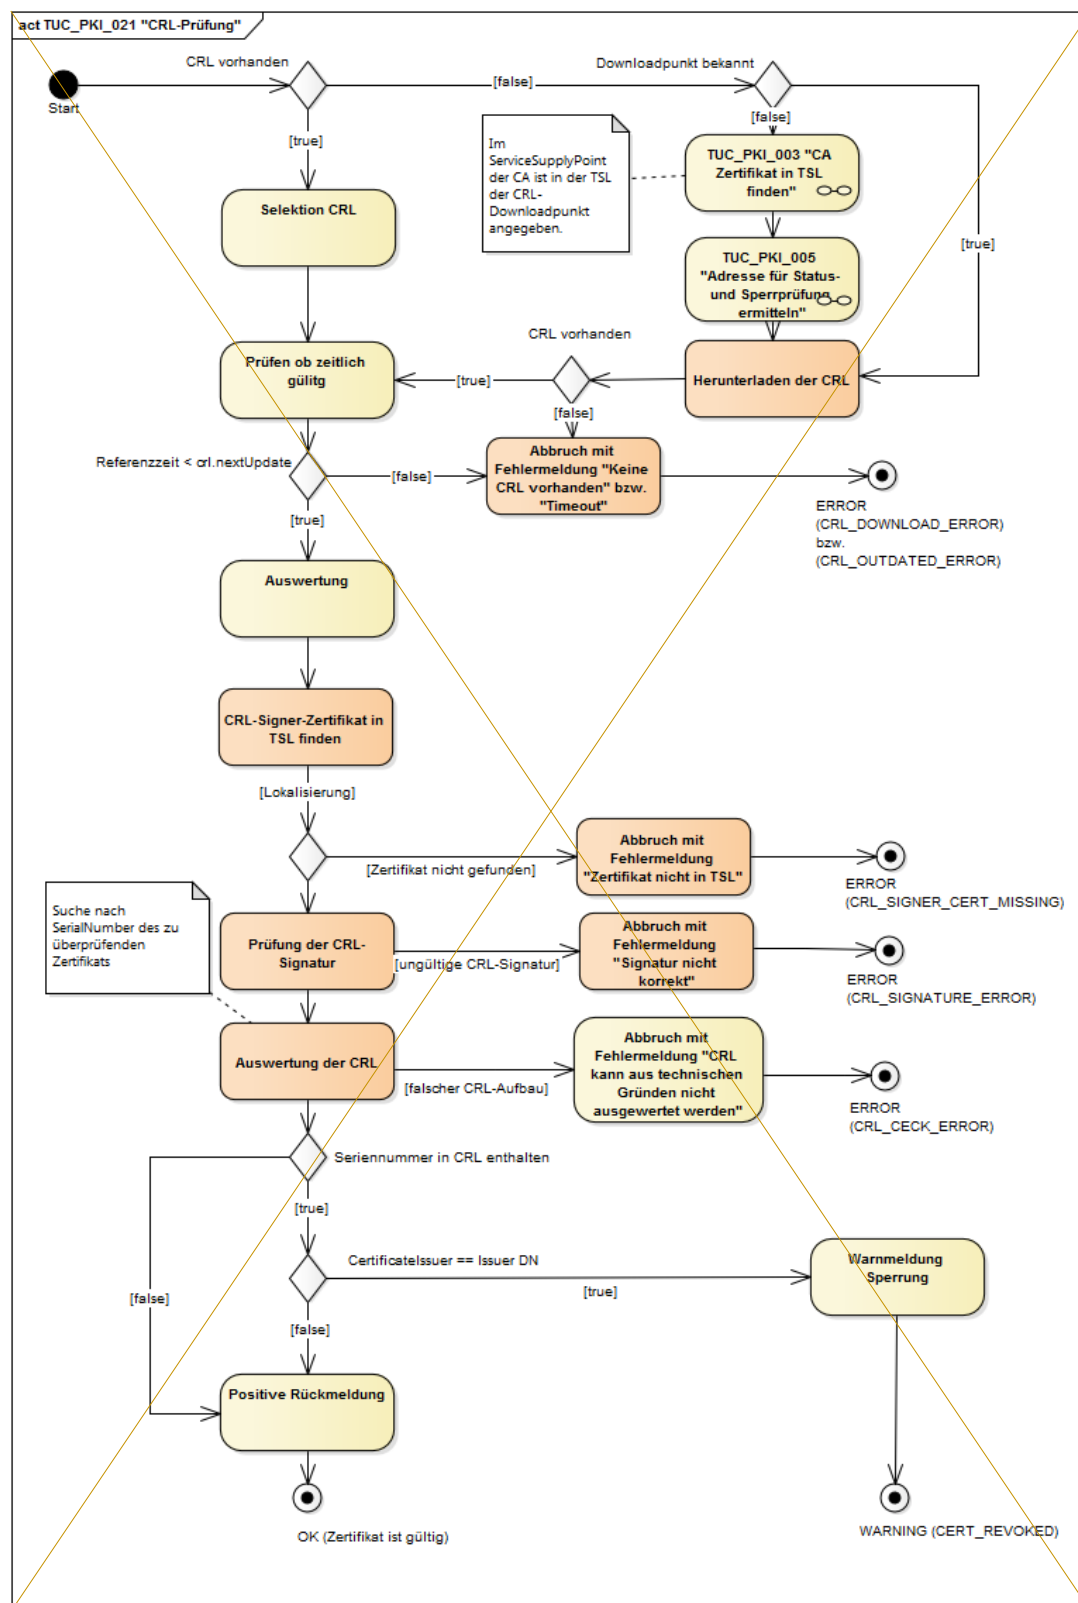 act TUC_PKI_021 "CRL-Prüfung"
CRL vorhanden
Downloadpunkt bekannt
Start
[false]
[false]
[true]
[true]
Im
ServiceSupplyPoint
der CA ist in der TSL
der CRL-
Downloadpunkt
angegeben.
TUC_PKI_003 "CA
Zertifikat in TSL
finden"
Selektion CRL
TUC_PKI_005
"Adresse für Status-
und Sperrprüfung
ermitteln"
CRL vorhanden
Prüfen ob zeitlich
gülitg
[true]
Herunterladen der CRL
[false]
Referenzzeit < crl.nextUpdate
[false]
Abbruch mit
Fehlermeldung "Keine
CRL vorhanden" bzw.
"Timeout"
ERROR
(CRL_DOWNLOAD_ERROR)
bzw.
(CRL_OUTDATED_ERROR)
[true]
Auswertung
CRL-Signer-Zertifikat in
TSL finden
[Lokalisierung]
[Zertifikat nicht gefunden]
Abbruch mit
Fehlermeldung
"Zertifikat nicht in TSL"
ERROR
(CRL_SIGNER_CERT_MISSING)
Suche nach
SerialNumber des zu
überprüfenden
Zertifikats
Prüfung der CRL-
Signatur
[ungültige CRL-Signatur]
Abbruch mit
Fehlermeldung
"Signatur nicht
korrekt"
ERROR
(CRL_SIGNATURE_ERROR)
Auswertung der CRL
[falscher CRL-Aufbau]
Abbruch mit
Fehlermeldung "CRL
kann aus technischen
Gründen nicht
ausgewertet werden"
ERROR
(CRL_CECK_ERROR)
Seriennummer in CRL enthalten
[true]
[false]
CertificateIssuer == Issuer DN
[true]
Warnmeldung
Sperrung
[false]
Positive Rückmeldung
OK (Zertifikat ist gültig)
WARNING (CERT_REVOKED)